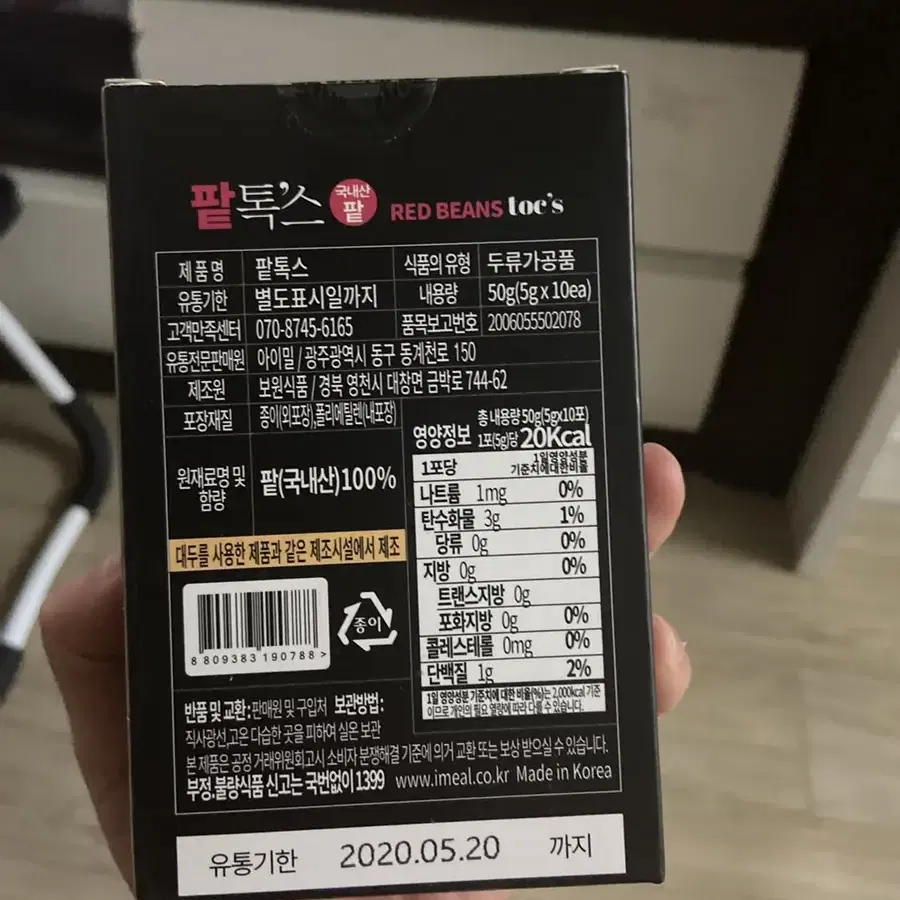 팥톡스 국내산 팥 RED BEANS toc's
제품명 팥톡스 식품의 유형 두류가공품
유통기한 별도표시일까지 내용량 50g(5g x 10ea)
고객만족센터 070-8745-6165 품목보고번호 2006055502078
유통전문판매원 아이밀 / 광주광역시 동구 동계천로 150
제조원 보원식품 / 경북 영천시 대창면 금박로 744-62
포장재질 종이(외포장),폴리에틸렌(내포장)
원재료명 및 함량 팥(국내산)100%
대두를 사용한 제품과 같은 제조시설에서 제조
영양정보 총 내용량 50g(5gx10포)
1포(5g)당 20Kcal
1포당 1일영양성분 기준치에대한비율
나트륨 1mg 0%
탄수화물 3g 1%
당류 0g 0%
지방 0g 0%
트랜스지방 0g
포화지방 0g 0%
콜레스테롤 0mg 0%
단백질 1g 2%
1일 영양성분 기준치에 대한 비율(%)는 2,000kcal 기준
이므로 개인의 필요 열량에 따라 다를 수 있습니다.
8 809383 190788 >
종이
반품 및 교환: 판매원 및 구입처 보관방법:
직사광선,고온 다습한 곳을 피하여 실온 보관
본 제품은 공정 거래위원회고시 소비자 분쟁해결 기준에 의거 교환 또는 보상 받으실 수 있습니다.
부정,불량식품 신고는 국번없이 1399 www.imeal.co.kr Made in Korea
유통기한 2020.05.20 까지